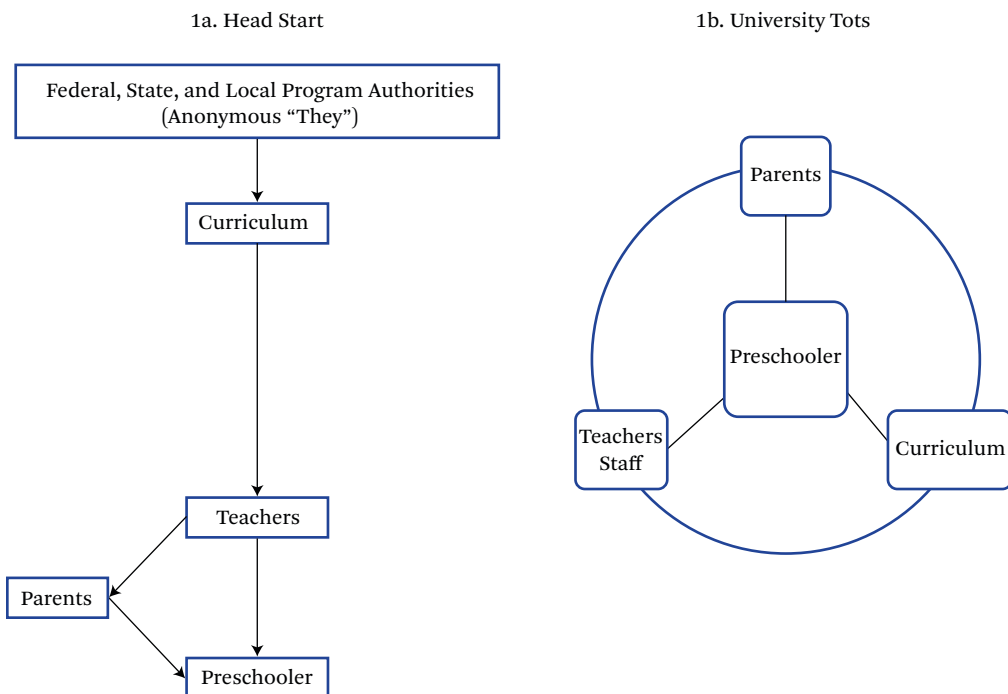 1a. Head Start
Federal, State, and Local Program Authorities
(Anonymous “They”)
Curriculum
Teachers
Parents
Preschooler
1b. University Tots
Parents
Preschooler
Teachers
Staff
Curriculum